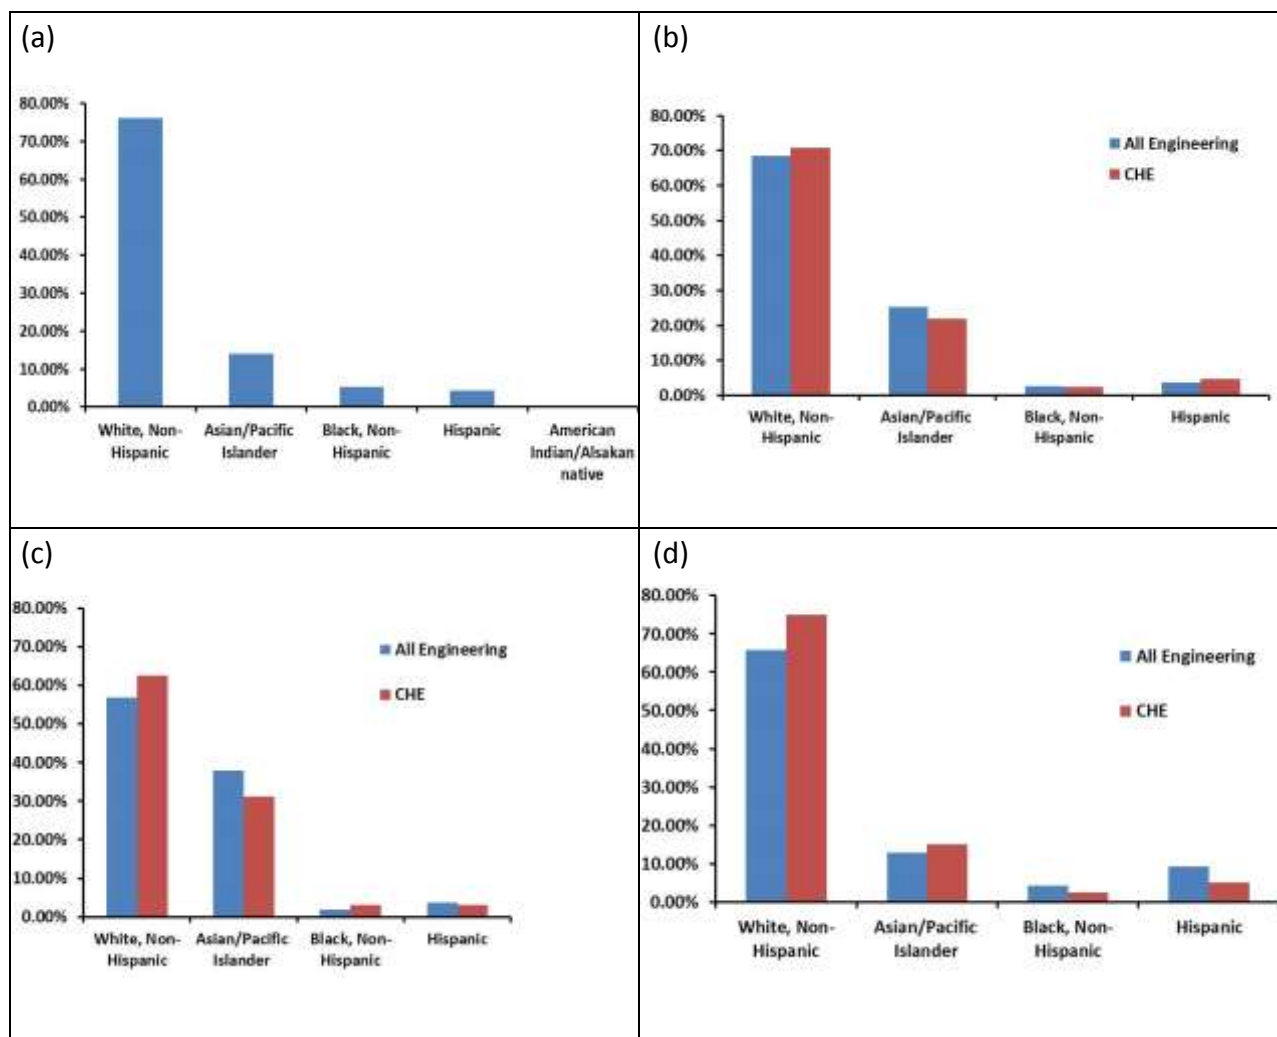 (a)
80.00%
70.00%
60.00%
50.00%
40.00%
30.00%
20.00%
10.00%
0.00%
White, Non-
Hispanic
Asian/Pacific
Islander
Black, Non-
Hispanic
Hispanic
American
Indian/Alsakan
native
(b)
80.00%
70.00%
60.00%
50.00%
40.00%
30.00%
20.00%
10.00%
0.00%
All Engineering
CHE
White, Non-
Hispanic
Asian/Pacific
Islander
Black, Non-
Hispanic
Hispanic
(c)
80.00%
70.00%
60.00%
50.00%
40.00%
30.00%
20.00%
10.00%
0.00%
All Engineering
CHE
White, Non-
Hispanic
Asian/Pacific
Islander
Black, Non-
Hispanic
Hispanic
(d)
80.00%
70.00%
60.00%
50.00%
40.00%
30.00%
20.00%
10.00%
0.00%
All Engineering
CHE
White, Non-
Hispanic
Asian/Pacific
Islander
Black, Non-
Hispanic
Hispanic